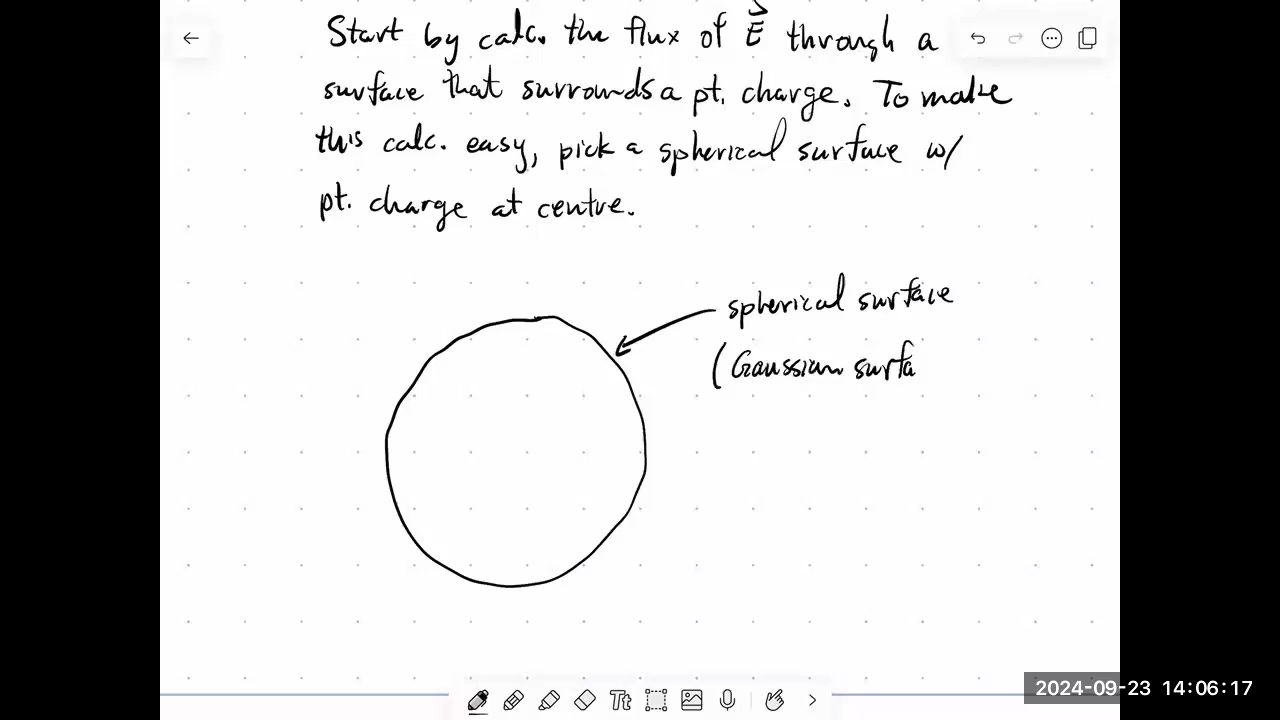 Start by calc. the flux of E⃗ through a
surface that surrounds a pt. charge. To make
this calc. easy, pick a spherical surface w/
pt. charge at centre.
spherical surface
(Gaussian surfa
Tt
2024-09-23 14:06:17